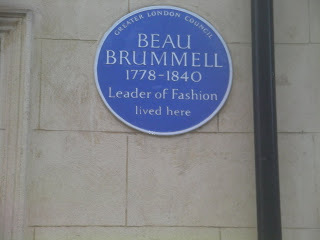 GREATER LONDON COUNCIL
BEAU
BRUMMELL
1778-1840
Leader of Fashion
lived here